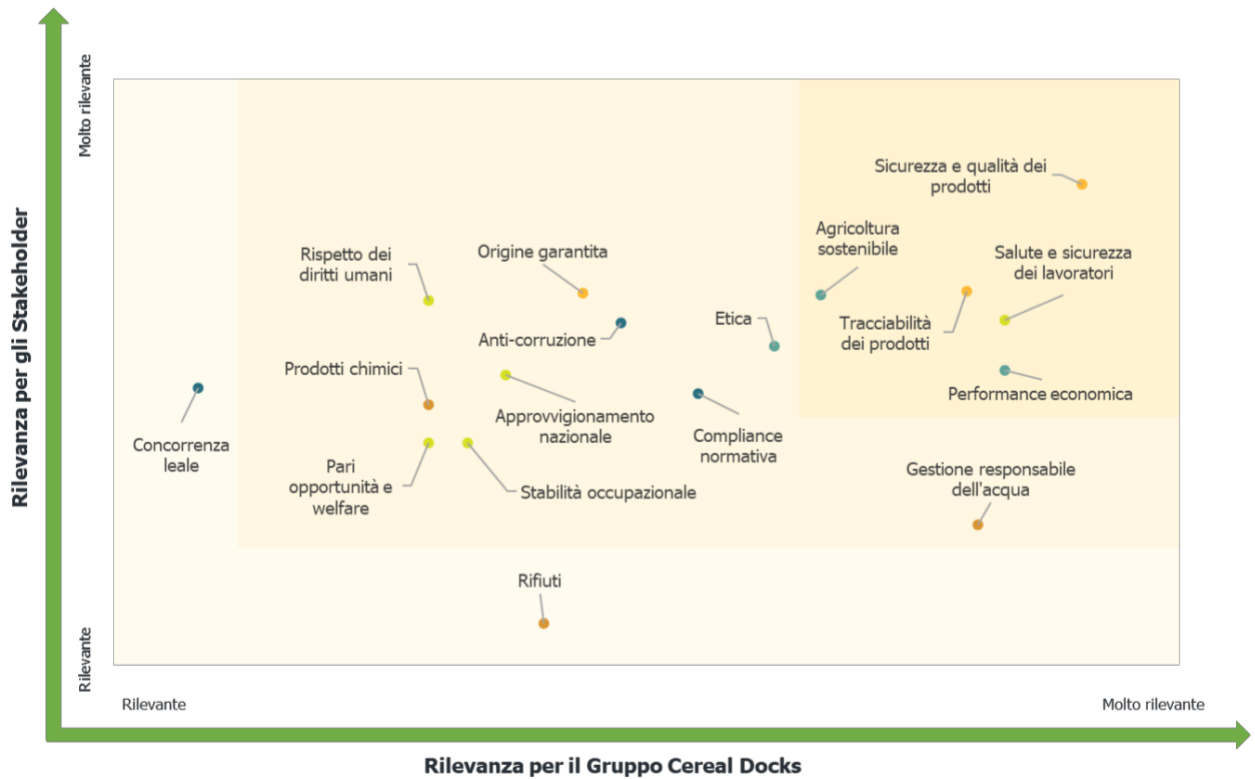 Molto rilevante
Rilevanza per gli Stakeholder
Rilevante
Sicurezza e qualità dei
prodotti
Agricoltura
sostenibile
Rispetto dei
diritti umani
Origine garantita
Salute e sicurezza
dei lavoratori
Etica
Anti-corruzione
Tracciabilità
dei prodotti
Prodotti chimici
Performance economica
Approvvigionamento
nazionale
Concorrenza
leale
Compliance
normativa
Pari
opportunità e
welfare
Stabilità occupazionale
Gestione responsabile
dell'acqua
Rifiuti
Rilevante
Molto rilevante
Rilevanza per il Gruppo Cereal Docks